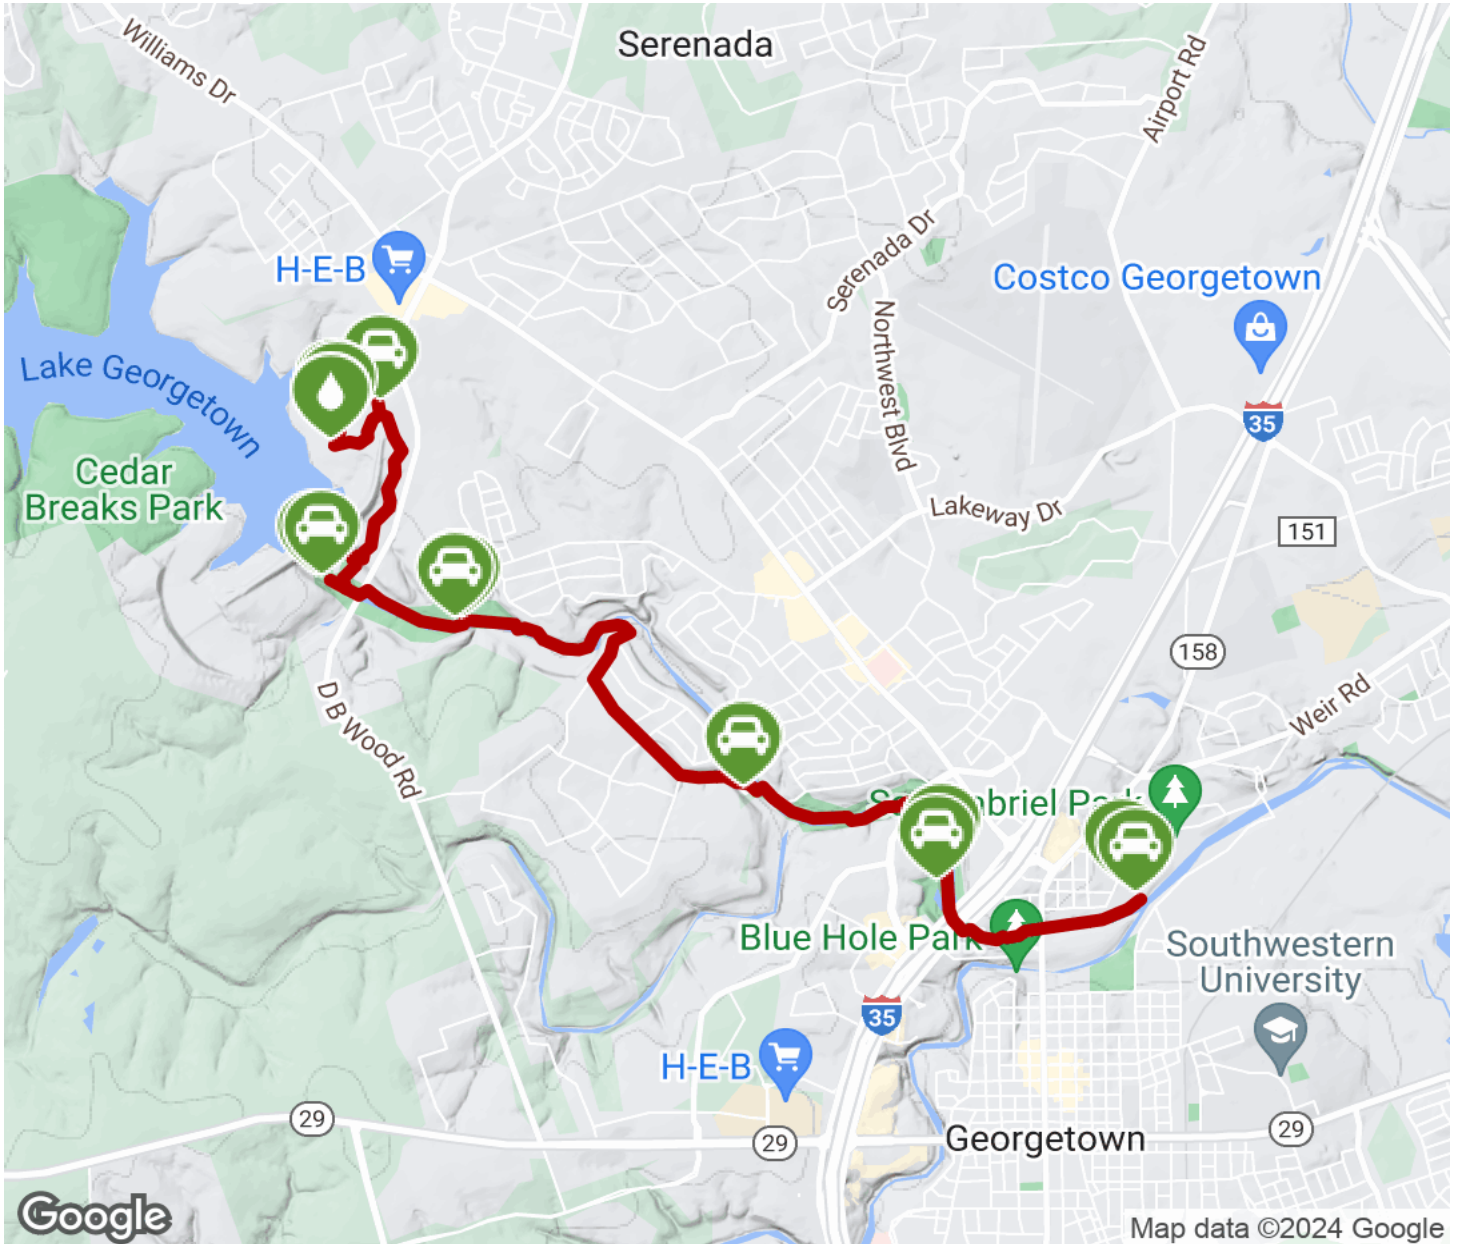 Serenada
Williams Dr
Airport Rd
Serenada Dr
H-E-B
Costco Georgetown
Northwest Blvd
Lake Georgetown
35
Cedar
Breaks Park
Lakeway Dr
151
158
Weir Rd
D B Wood Rd
briel
Blue Hole Park
Southwestern
University
35
H-E-B
29
29
Georgetown
29
Google
Map data ©2024 Google